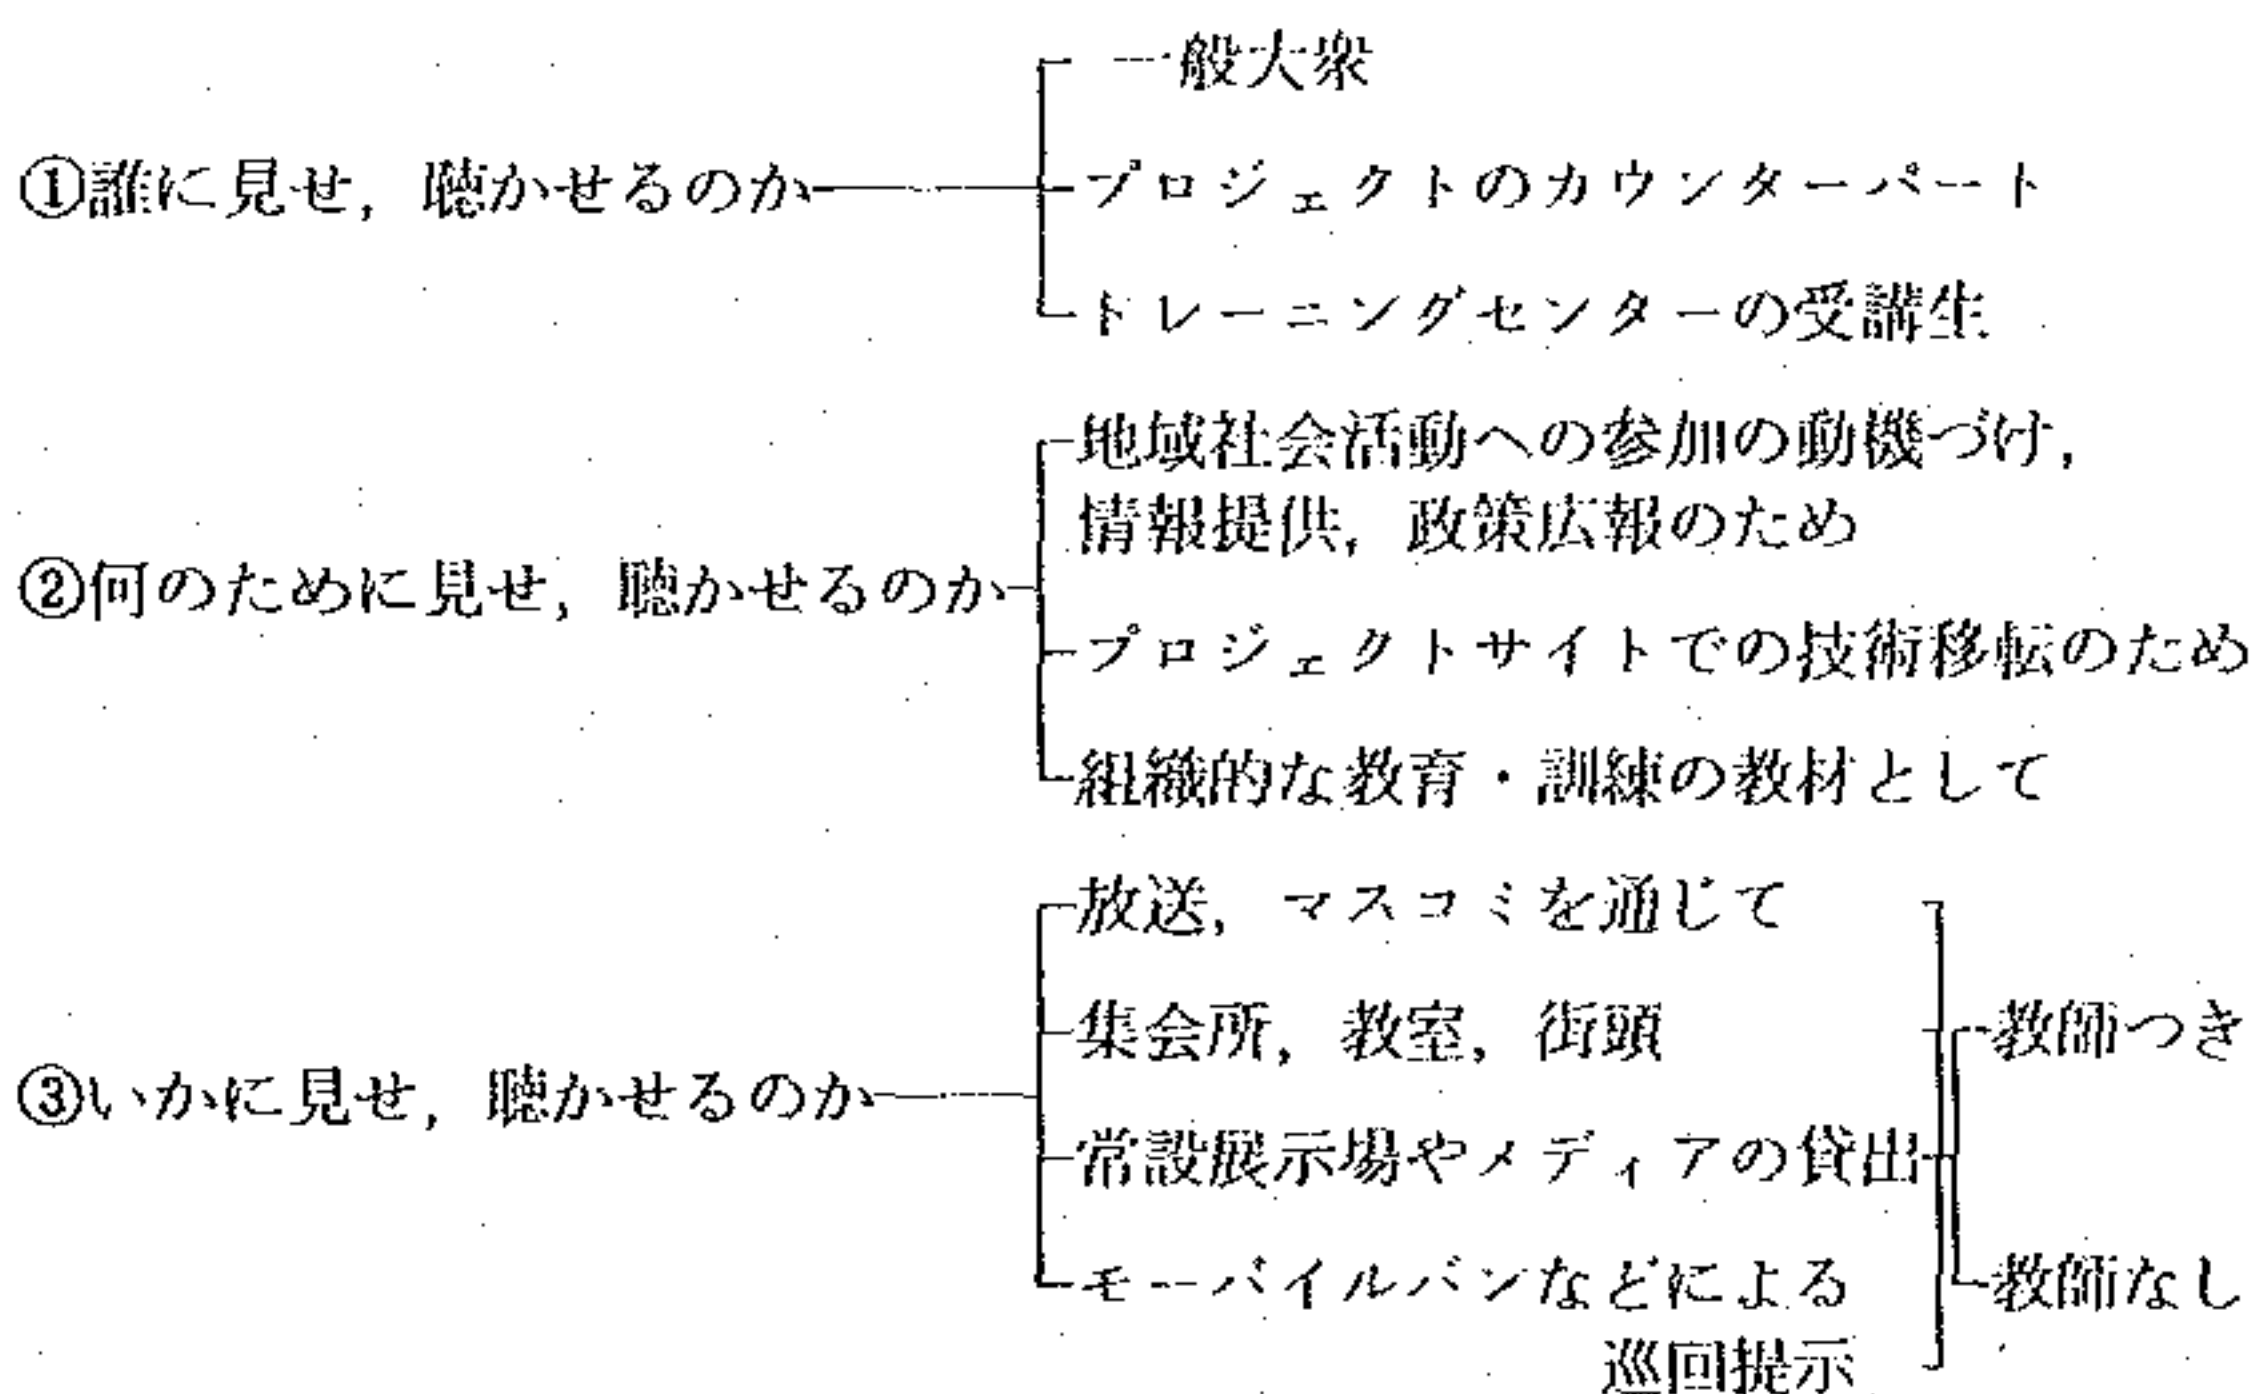 一般大衆
①誰に見せ，聴かせるのか
プロジェクトのカウンターパート
トレーニングセンターの受講生
地域社会活動への参加の動機づけ，
情報提供，政策広報のため
②何のために見せ，聴かせるのか
プロジェクトサイトでの技術移転のため
組織的な教育・訓練の教材として
放送，マスコミを通じて
集会所，教室，街頭
教師つき
③いかに見せ，聴かせるのか
常設展示場やメディアの貸出
モーバイルバンなどによる
巡回提示
教師なし